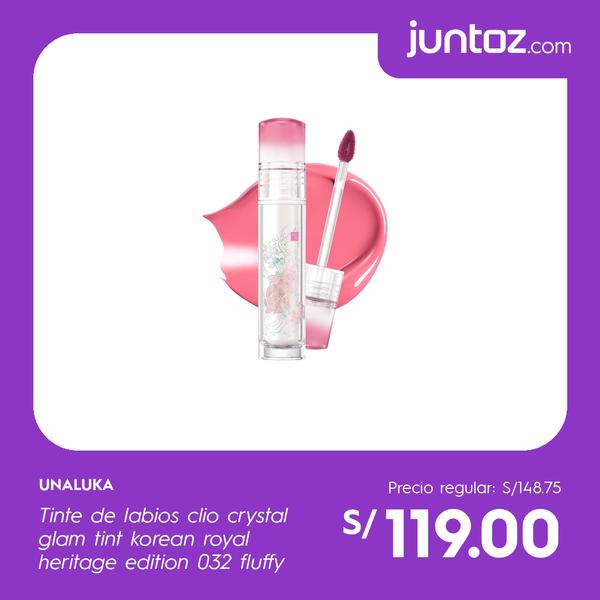 juntoz.com
UNALUKA
Tinte de labios clio crystal
glam tint korean royal
heritage edition 032 fluffy
Precio regular: S/148.75
S/119.00